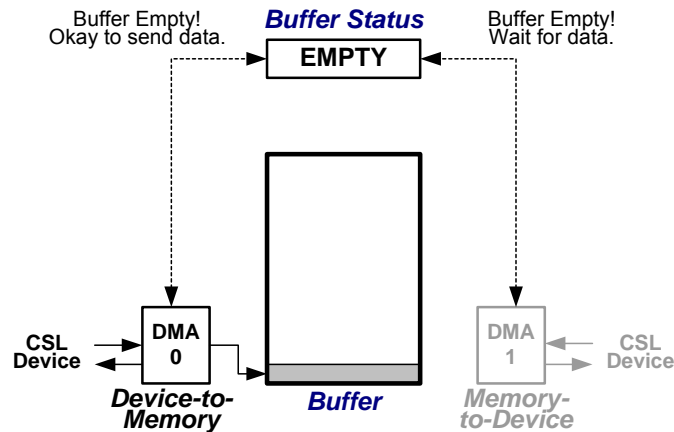 Buffer Empty!
Okay to send data.
Buffer Status
EMPTY
Buffer Empty!
Wait for data.
CSL
Device
DMA
0
Device-to-
Memory
Buffer
DMA
1
CSL
Device
Memory-
to-Device